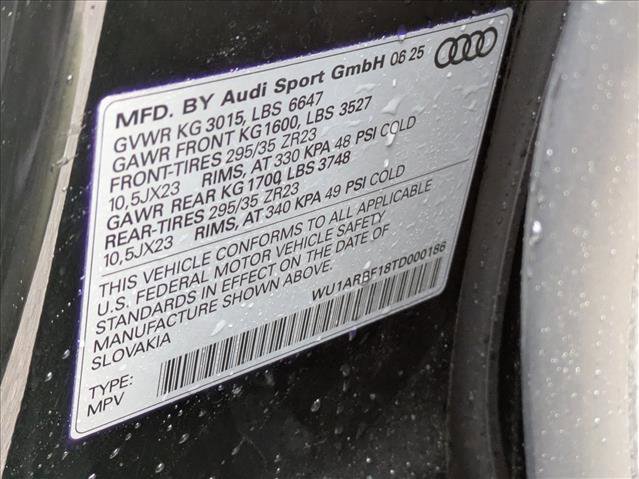 MFD. BY Audi Sport GmbH 06 25
GVWR KG 3015, LBS 6647
GAWR FRONT KG 1600, LBS 3527
FRONT-TIRES 295/35 ZR23
10,5JX23 RIMS, AT 330 KPA 48 PSI COLD
GAWR REAR KG 1700, LBS 3748
REAR-TIRES 295/35 ZR23
10,5JX23 RIMS, AT 340 KPA 49 PSI COLD
THIS VEHICLE CONFORMS TO ALL APPLICABLE
U.S. FEDERAL MOTOR VEHICLE SAFETY
STANDARDS IN EFFECT ON THE DATE OF
MANUFACTURE SHOWN ABOVE.
SLOVAKIA
WU1ARBF18TD000186
TYPE:
MPV